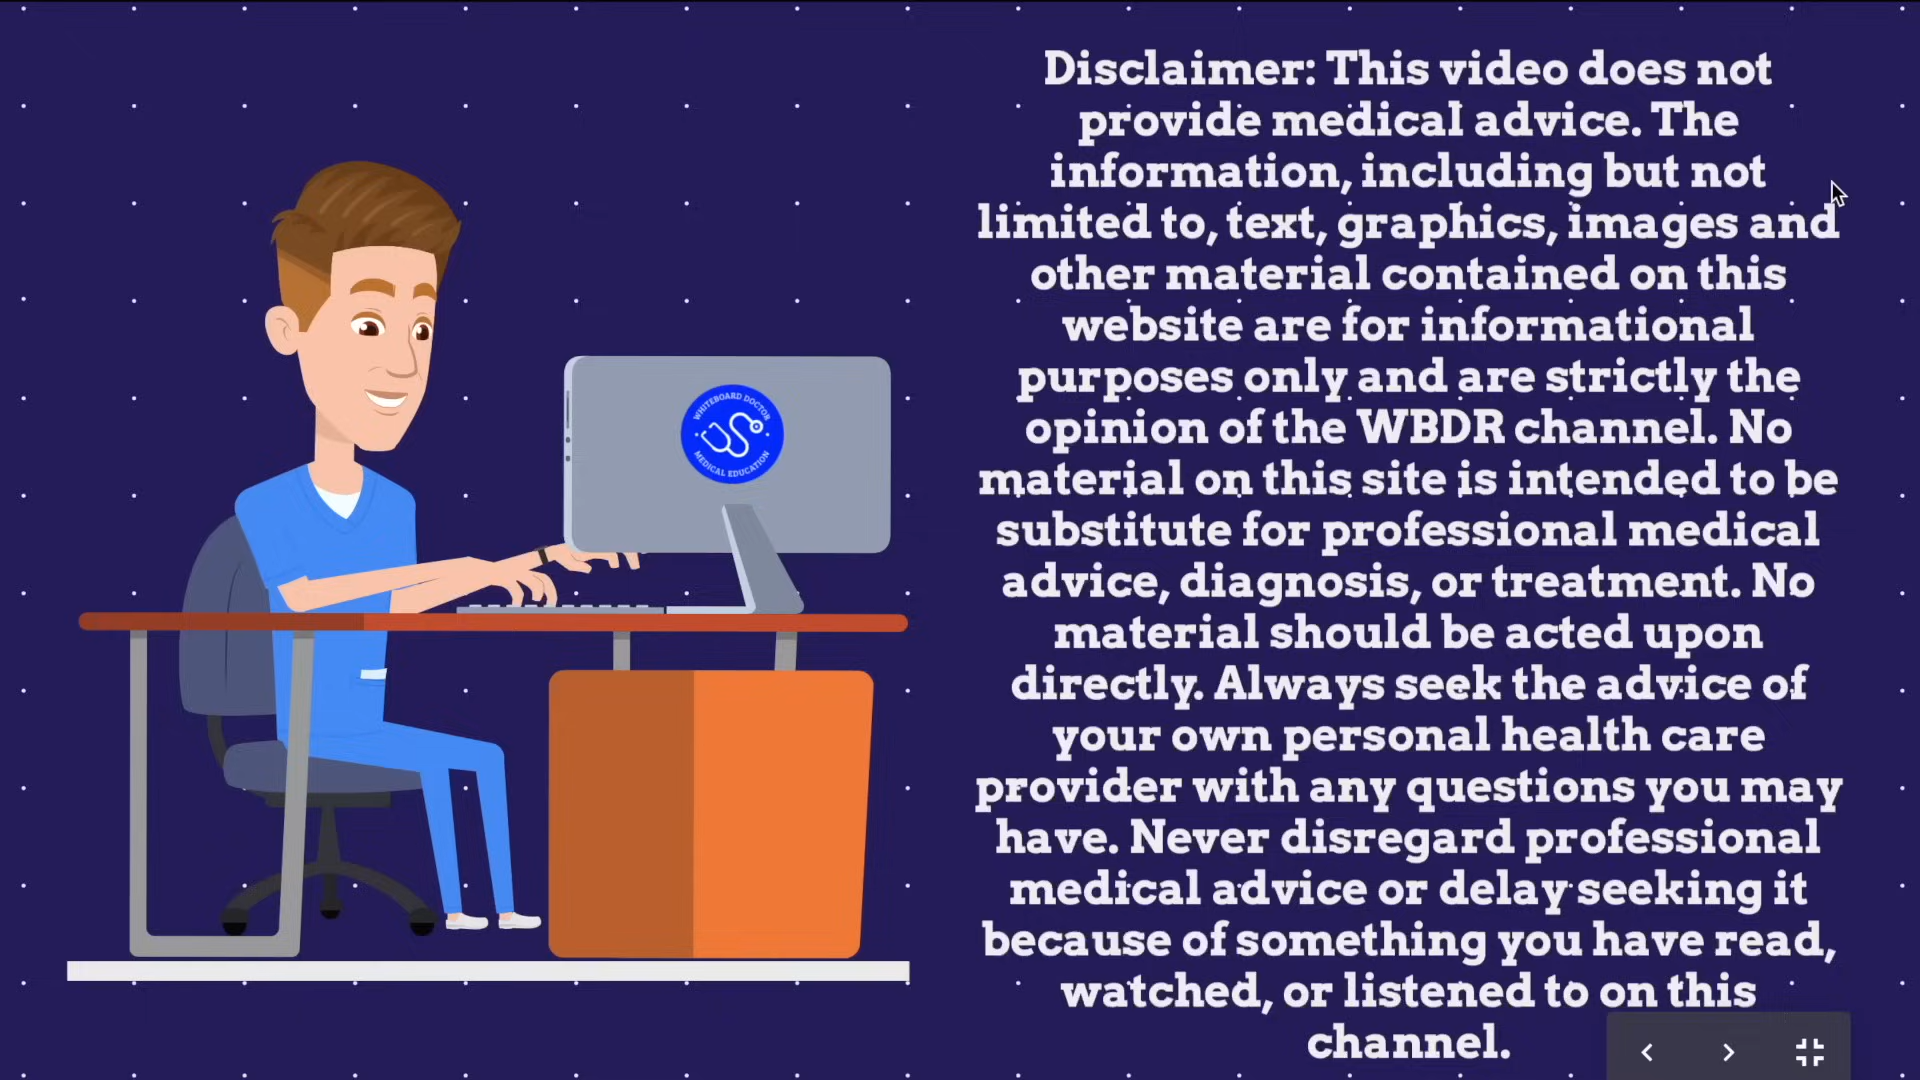 Disclaimer: This video does not
provide medical advice. The
information, including but not
limited to, text, graphics, images and
other material contained on this
website are for informational
purposes only and are strictly the
opinion of the WBDR channel. No
material on this site is intended to be
substitute for professional medical
advice, diagnosis, or treatment. No
material should be acted upon
directly. Always seek the advice of
your own personal health care
provider with any questions you may
have. Never disregard professional
medical advice or delay seeking it
because of something you have read,
watched, or listened to on this
channel.
WHITEBOARD DOCTOR
MEDICAL EDUCATION